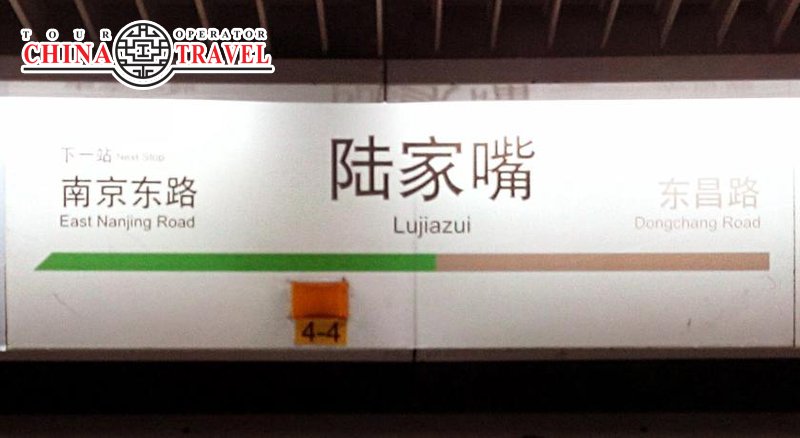 TOUR OPERATOR
CHINA TRAVEL
下一站 Next Stop
南京东路
East Nanjing Road
陆家嘴
Lujiazui
东昌路
Dongchang Road
4-4